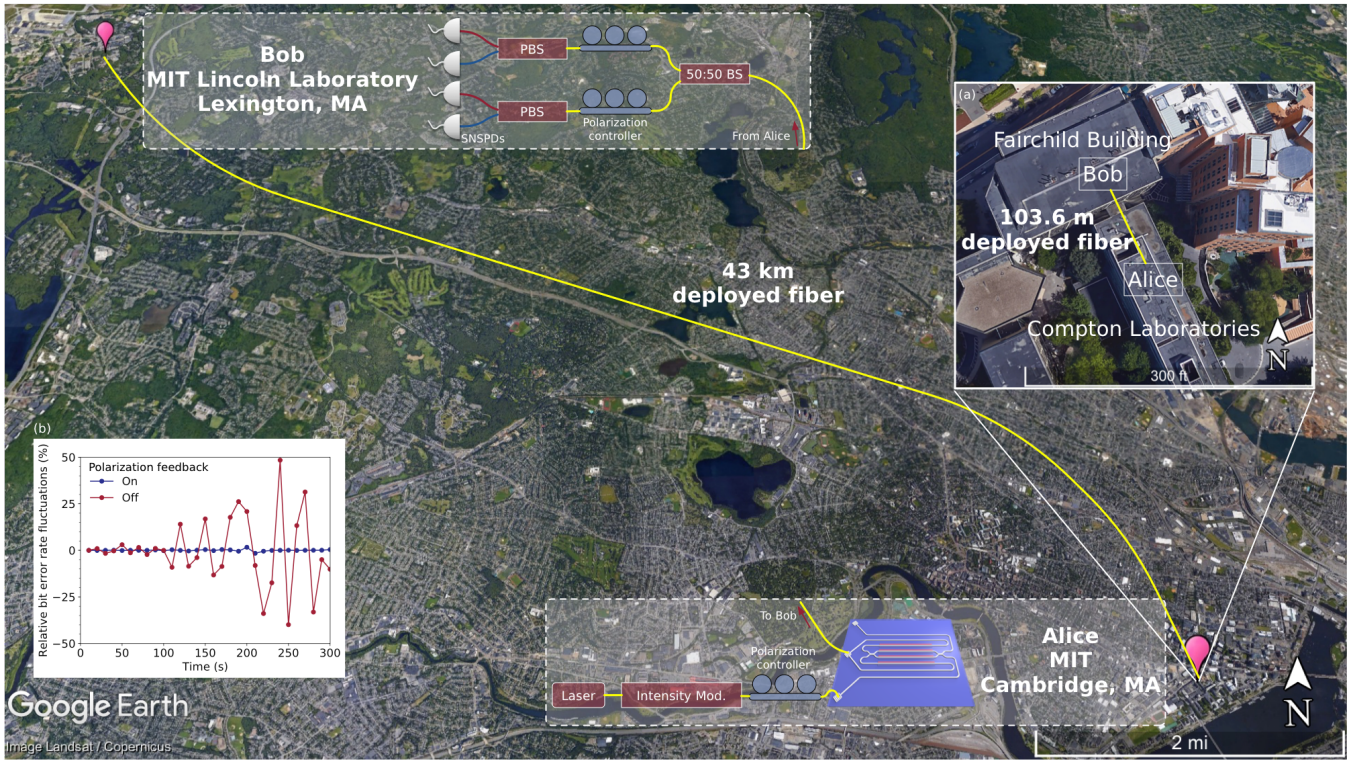 Bob
MIT Lincoln Laboratory
Lexington, MA
PBS
PBS
SNSPDs
Polarization
controller
50:50 BS
From Alice
(a)
Fairchild Building
Bob
103.6 m
deployed fiber
Alice
Compton Laboratories
N
300 ft
43 km
deployed fiber
(b)
Relative bit error rate fluctuations (%)
50
25
0
−25
−50
Polarization feedback
On
Off
0
50
100
150
200
250
300
Time (s)
To Bob
Polarization
controller
Laser
Intensity Mod.
Alice
MIT
Cambridge, MA
N
2 mi
Google Earth
Image Landsat / Copernicus